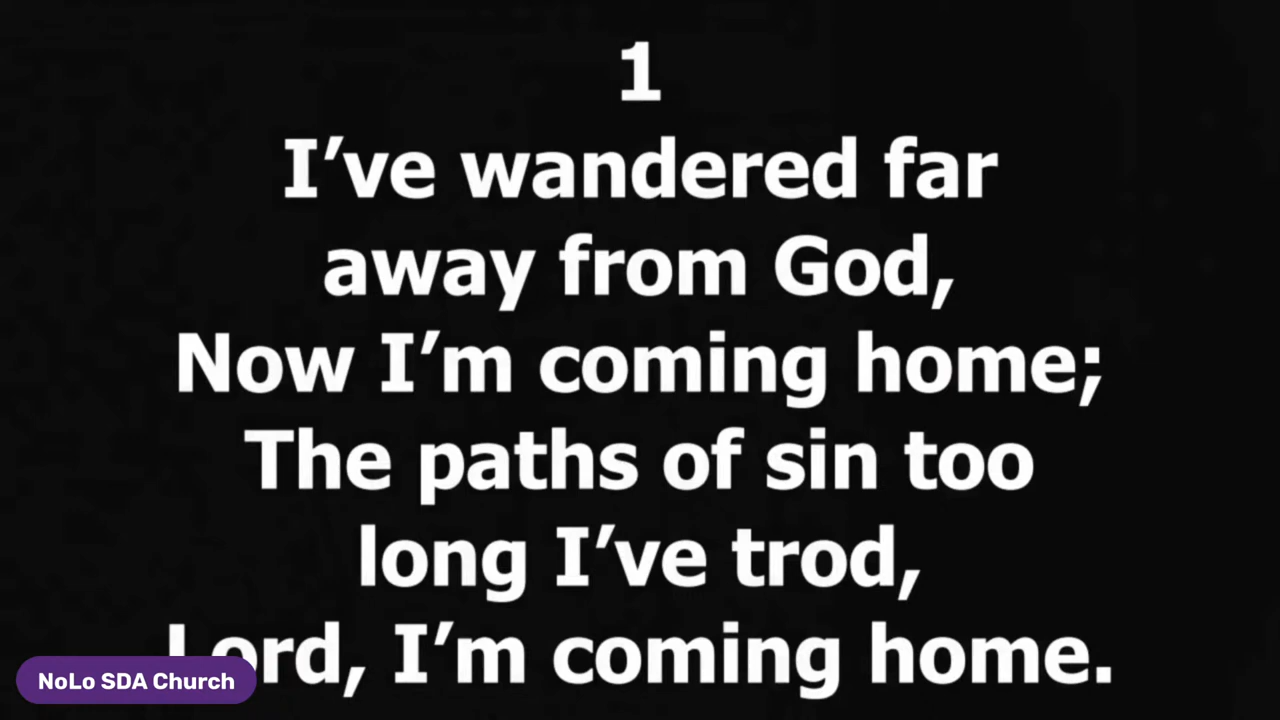 1
I've wandered far
away from God,
Now I'm coming home;
The paths of sin too
long I've trod,
Lord, I'm coming home.
NoLo SDA Church